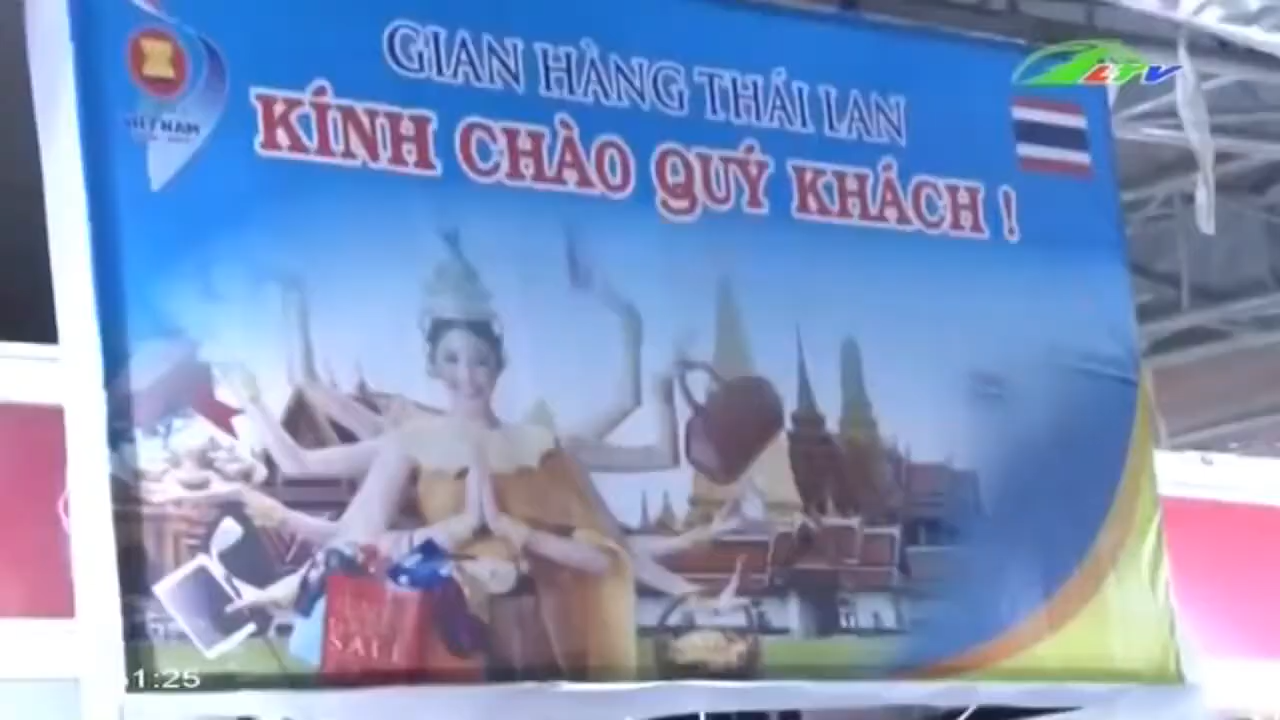 GIAN HÀNG THÁI LAN
LTV
KÍNH CHÀO QUÝ KHÁCH !
VIỆT NAM
SALE
1:25